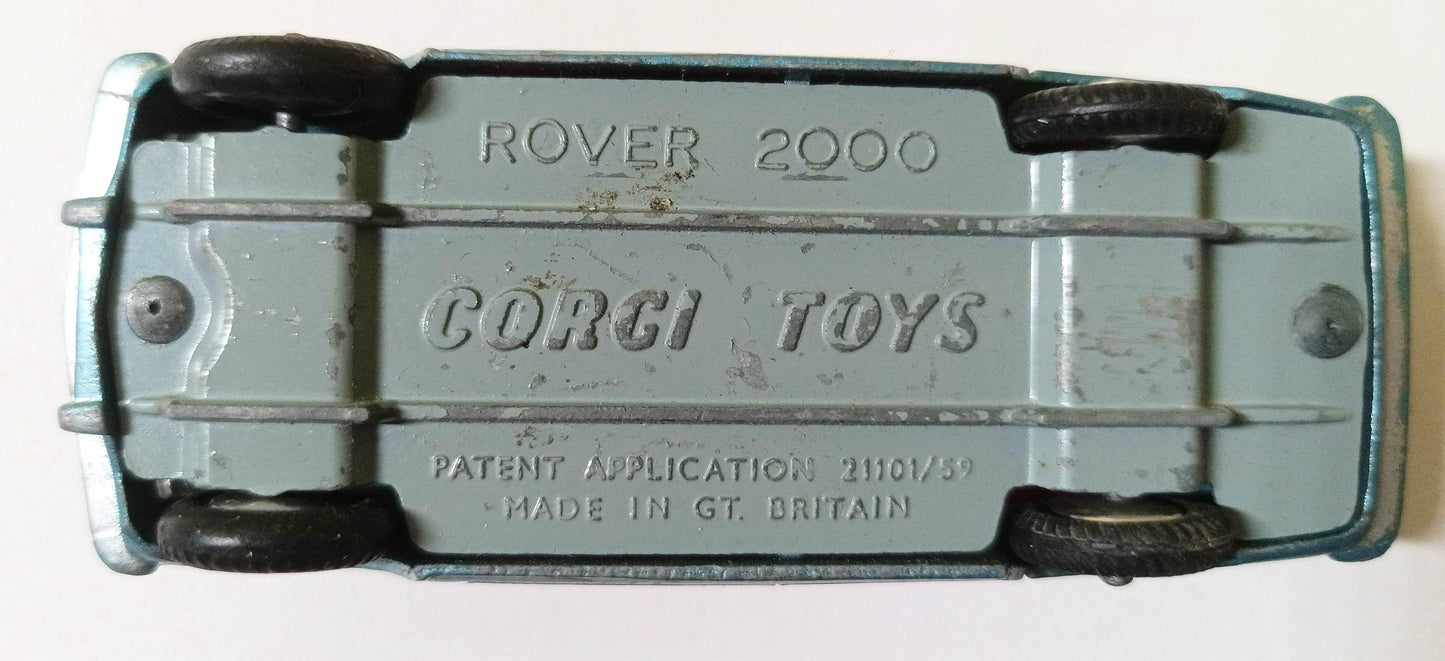 ROVER 2000
CORGI TOYS
PATENT APPLICATION 21101/59
MADE IN GT. BRITAIN